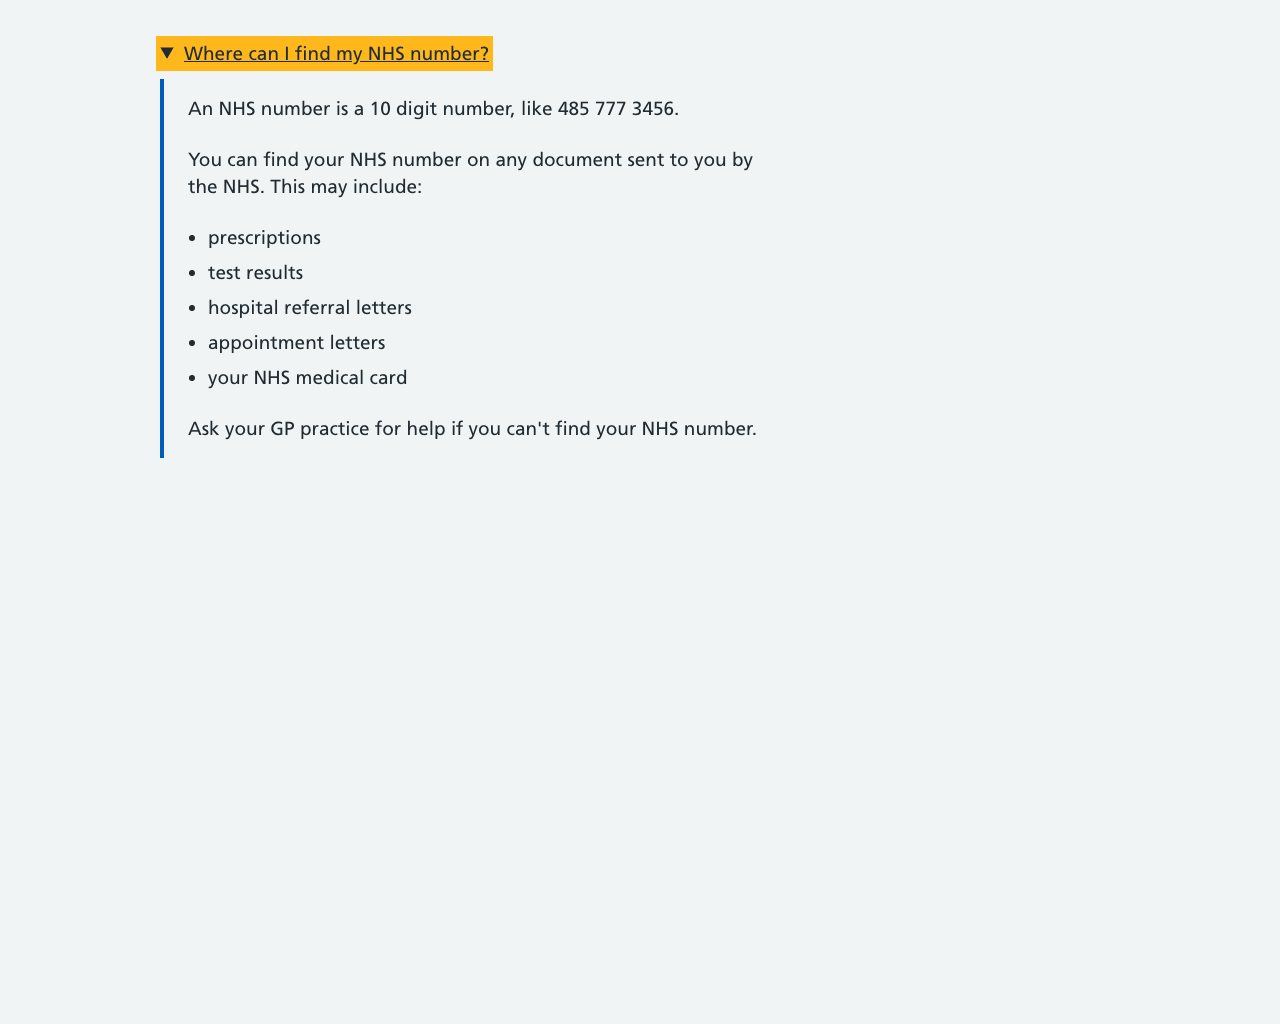 Where can I find my NHS number?
An NHS number is a 10 digit number, like 485 777 3456.
You can find your NHS number on any document sent to you by
the NHS. This may include:
• prescriptions
• test results
• hospital referral letters
• appointment letters
• your NHS medical card
Ask your GP practice for help if you can't find your NHS number.